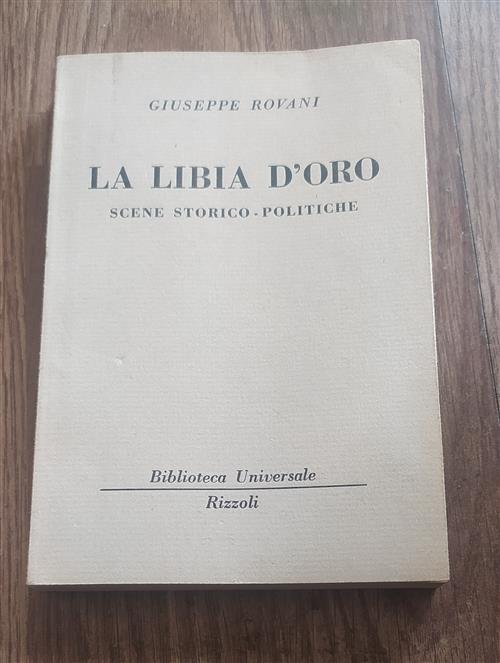 GIUSEPPE ROVANI
LA LIBIA D'ORO
SCENE STORICO-POLITICHE
Biblioteca Universale
Rizzoli